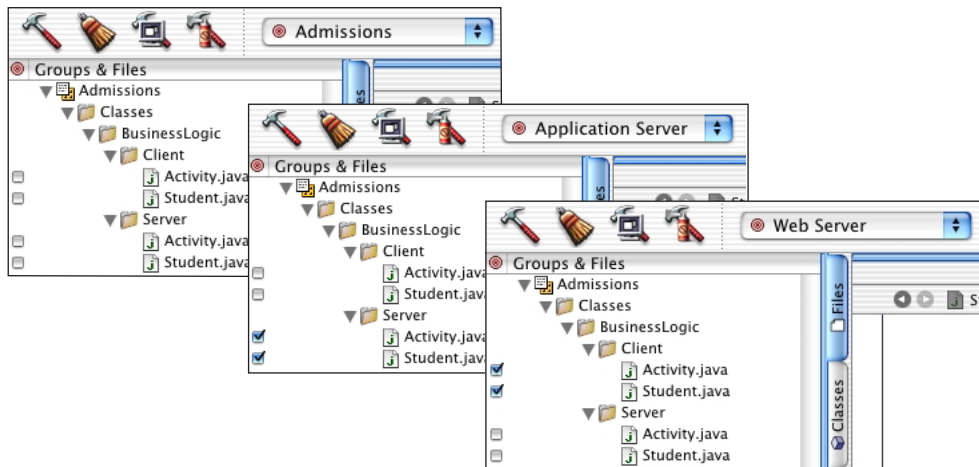 Admissions
Groups & Files
Admissions
Classes
BusinessLogic
Client
Activity.java
Student.java
Server
Activity.java
Student.java
Application Server
Groups & Files
Admissions
Classes
BusinessLogic
Client
Activity.java
Student.java
Server
Activity.java
Student.java
Web Server
Groups & Files
Admissions
Classes
BusinessLogic
Client
Activity.java
Student.java
Server
Activity.java
Student.java
Files
Classes